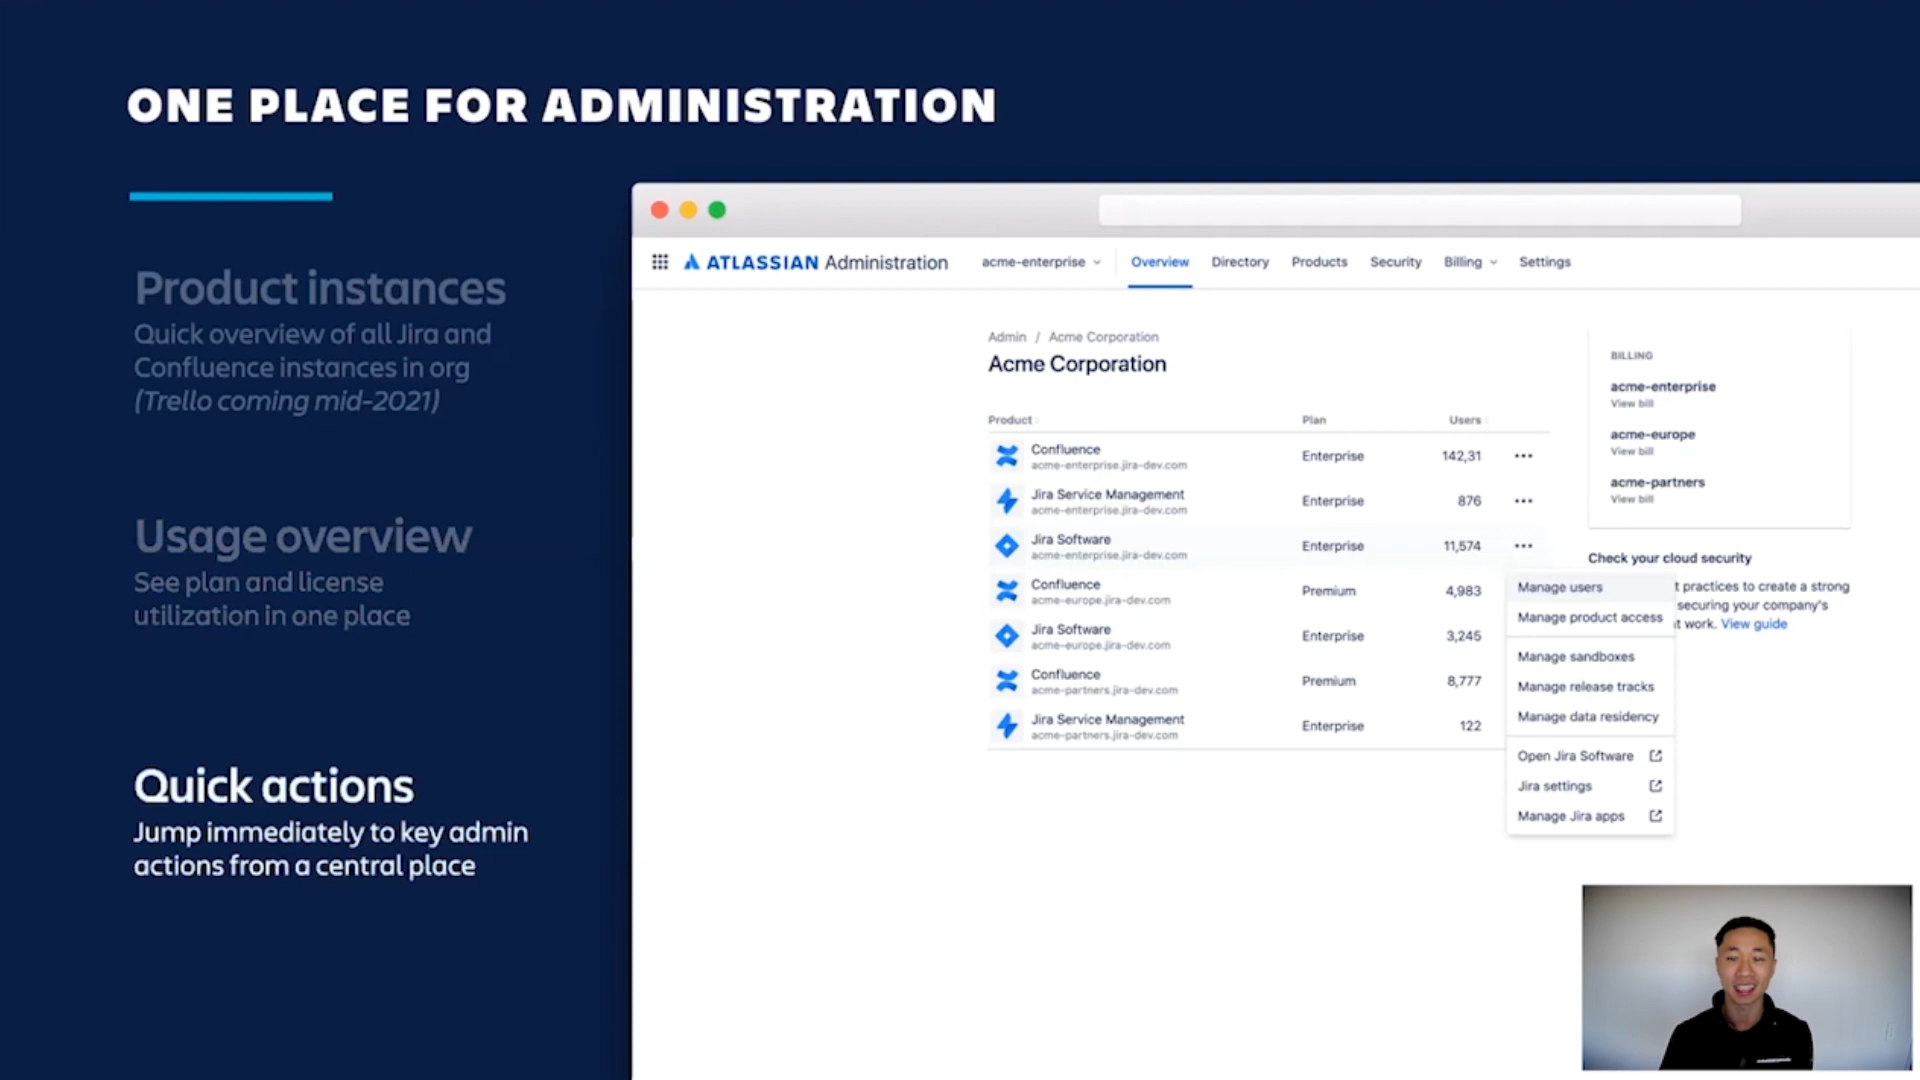 ONE PLACE FOR ADMINISTRATION
Product instances
Quick overview of all Jira and
Confluence instances in org
(Trello coming mid-2021)
Usage overview
See plan and license
utilization in one place
Quick actions
Jump immediately to key admin
actions from a central place
ATLASSIAN Administration
acme-enterprise
Overview
Directory
Products
Security
Billing
Settings
Admin / Acme Corporation
Acme Corporation
Product Plan Users
Confluence
acme-enterprise.jira-dev.com
Enterprise 142,31
Jira Service Management
acme-enterprise.jira-dev.com
Enterprise 876
Jira Software
acme-enterprise.jira-dev.com
Enterprise 11,574
Confluence
acme-europe.jira-dev.com
Premium 4,983
Jira Software
acme-europe.jira-dev.com
Enterprise 3,245
Confluence
acme-partners.jira-dev.com
Premium 8,777
Jira Service Management
acme-partners.jira-dev.com
Enterprise 122
Manage users
Manage product access
Manage sandboxes
Manage release tracks
Manage data residency
Open Jira Software
Jira settings
Manage Jira apps
BILLING
acme-enterprise
View bill
acme-europe
View bill
acme-partners
View bill
Check your cloud security
t practices to create a strong
securing your company's
t work. View guide